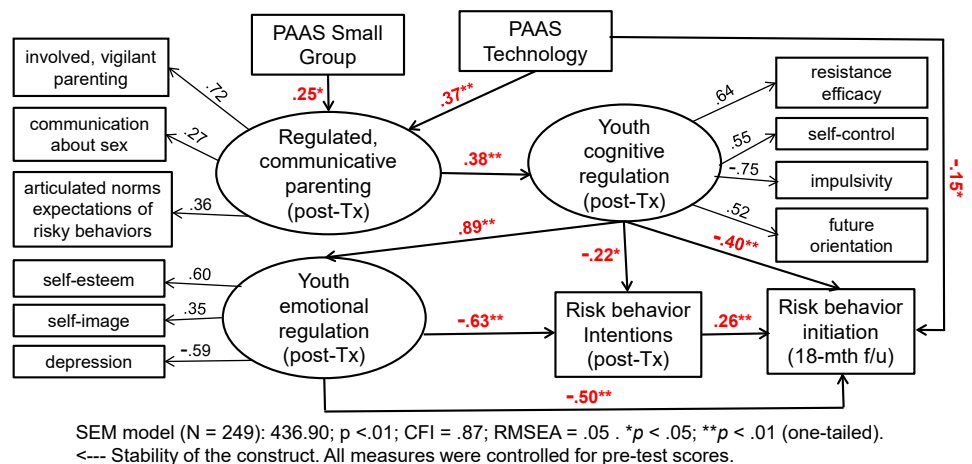 PAAS Small
Group
PAAS
Technology
involved, vigilant
parenting
.72
.25*
.37**
.64
resistance
efficacy
communication
about sex
.27
Regulated,
communicative
parenting
(post-Tx)
.38**
Youth
cognitive
regulation
(post-Tx)
.55
self-control
-.75
impulsivity
-.15*
articulated norms
expectations of
risky behaviors
.36
.52
future
orientation
.89**
-.22*
-.40**
self-esteem
.60
self-image
.35
depression
-.59
Youth
emotional
regulation
(post-Tx)
-.63**
Risk behavior
Intentions
(post-Tx)
.26**
Risk behavior
initiation
(18-mth f/u)
-.50**
SEM model (N = 249): 436.90; p <.01; CFI = .87; RMSEA = .05 . *p < .05; **p < .01 (one-tailed).
<--- Stability of the construct. All measures were controlled for pre-test scores.